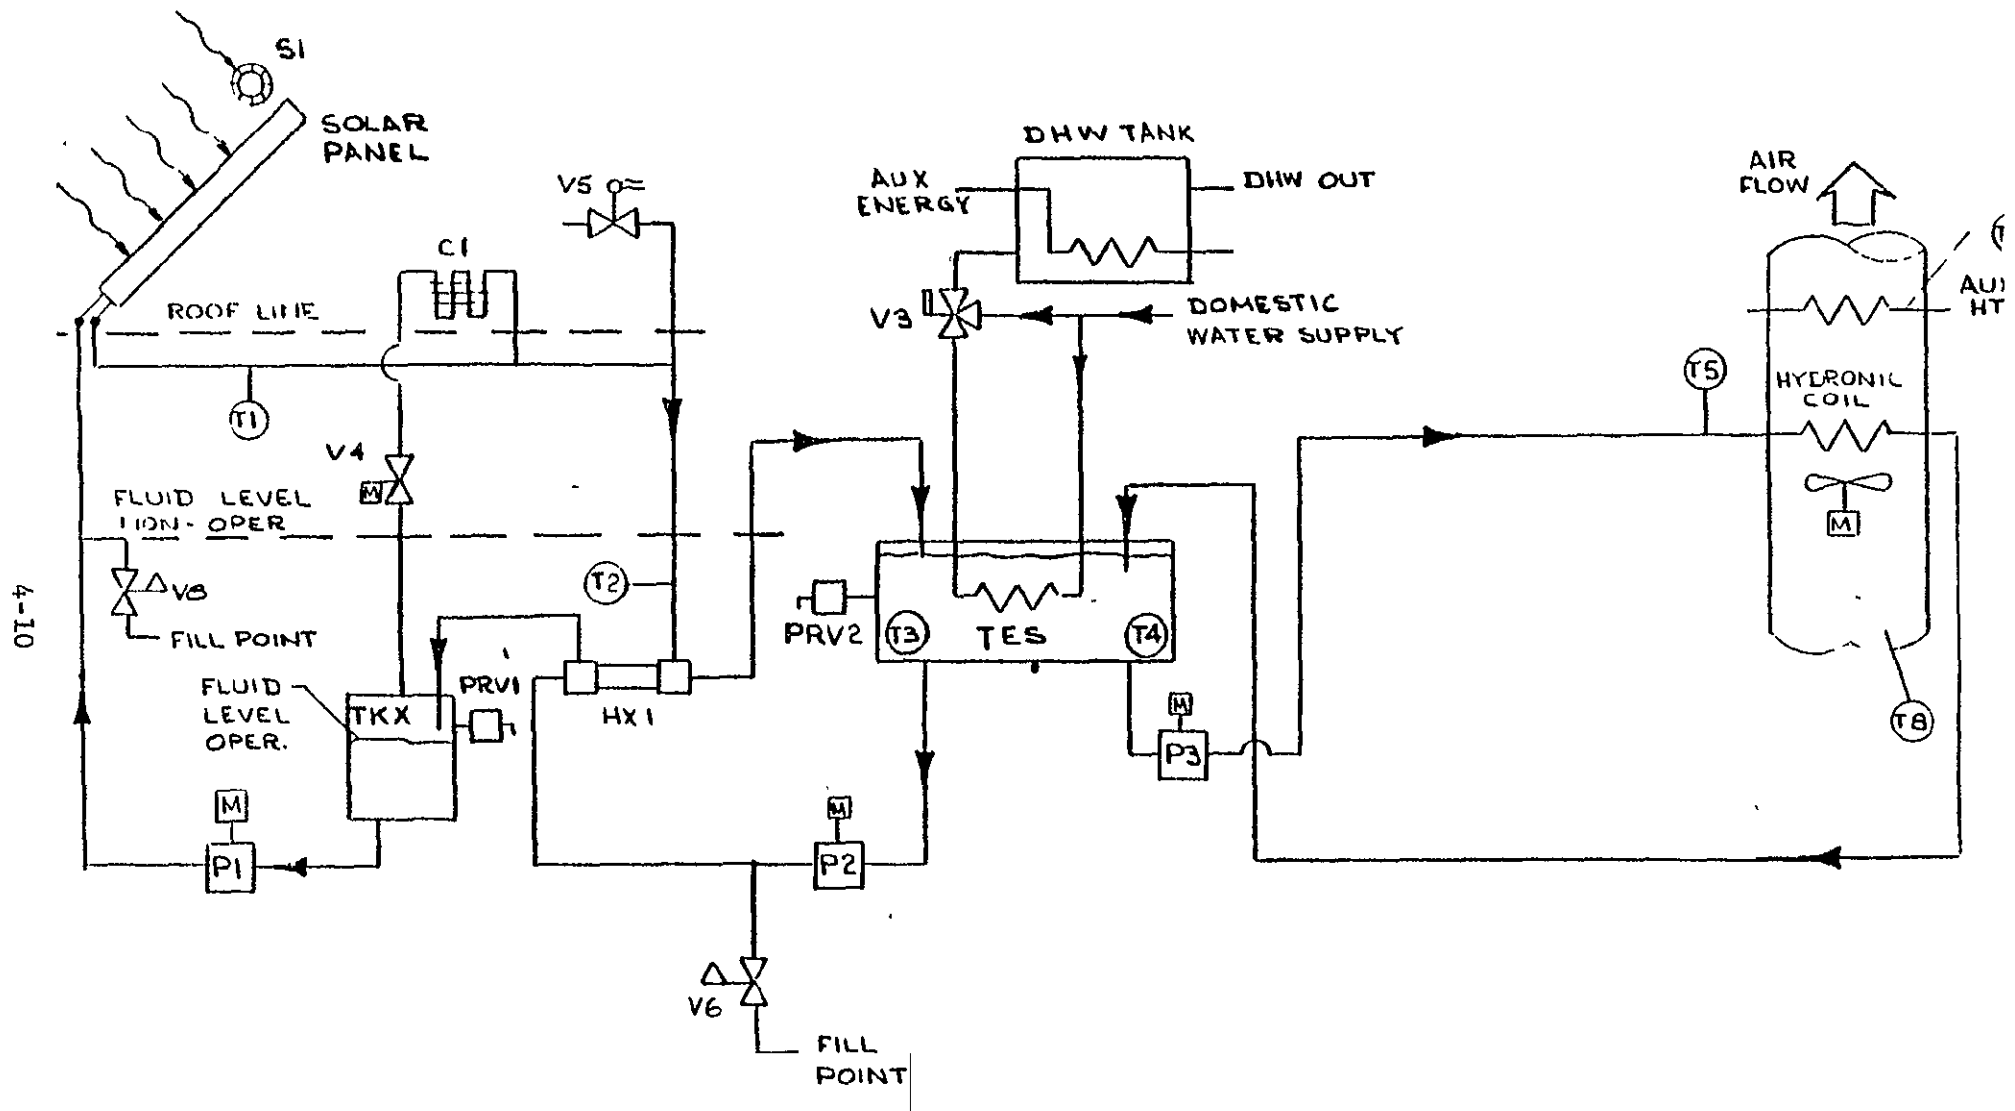 S1
SOLAR
PANEL
DHW TANK
AIR
FLOW
V5
AUX
ENERGY
DHW OUT
C1
ROOF LINE
V3
DOMESTIC
WATER SUPPLY
T5
HYDRONIC
COIL
T1
V4
M
FLUID LEVEL
NON-OPER
M
T2
V8
FILL POINT
PRV2
T3
TES
T4
4-10
FLUID
LEVEL
OPER.
TKX
PRV1
HX1
M
P3
T8
M
P1
M
P2
V6
FILL
POINT